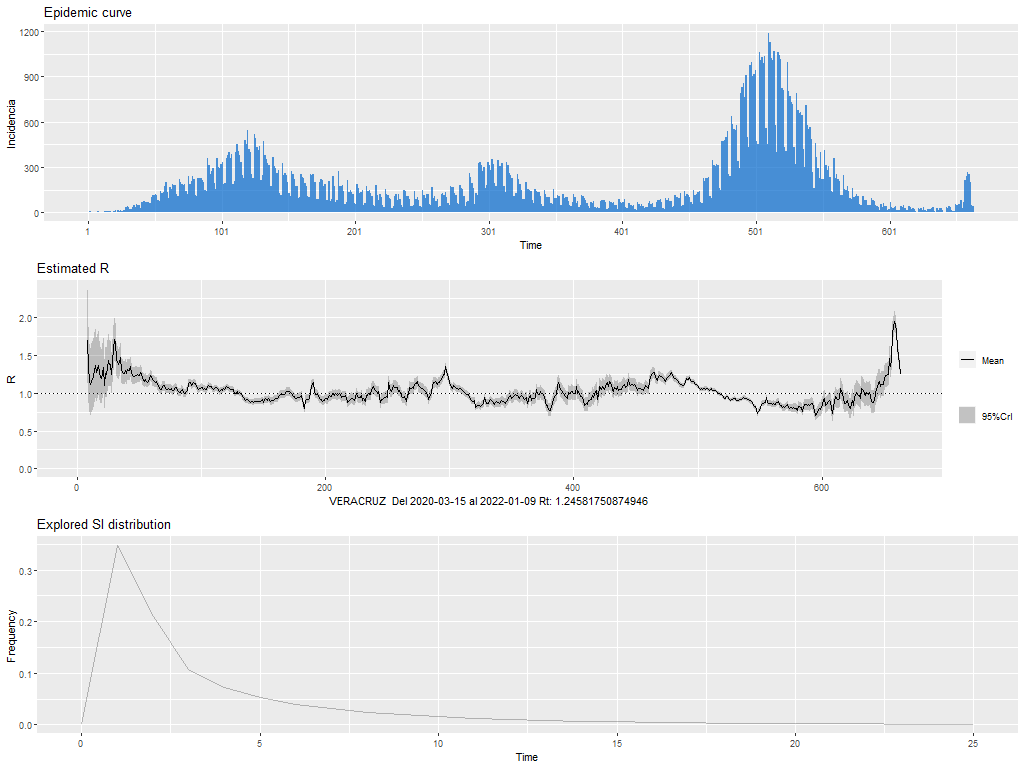 Epidemic curve
1200
900
600
300
0
Incidencia
1 101 201 301 401 501 601
Time
Estimated R
2.0
1.5
1.0
0.5
0.0
R
Mean
95%CrI
0 200 400 600
VERACRUZ Del 2020-03-15 al 2022-01-09 Rt: 1.24581750874946
Explored SI distribution
0.3
0.2
0.1
0.0
Frequency
0 5 10 15 20 25
Time